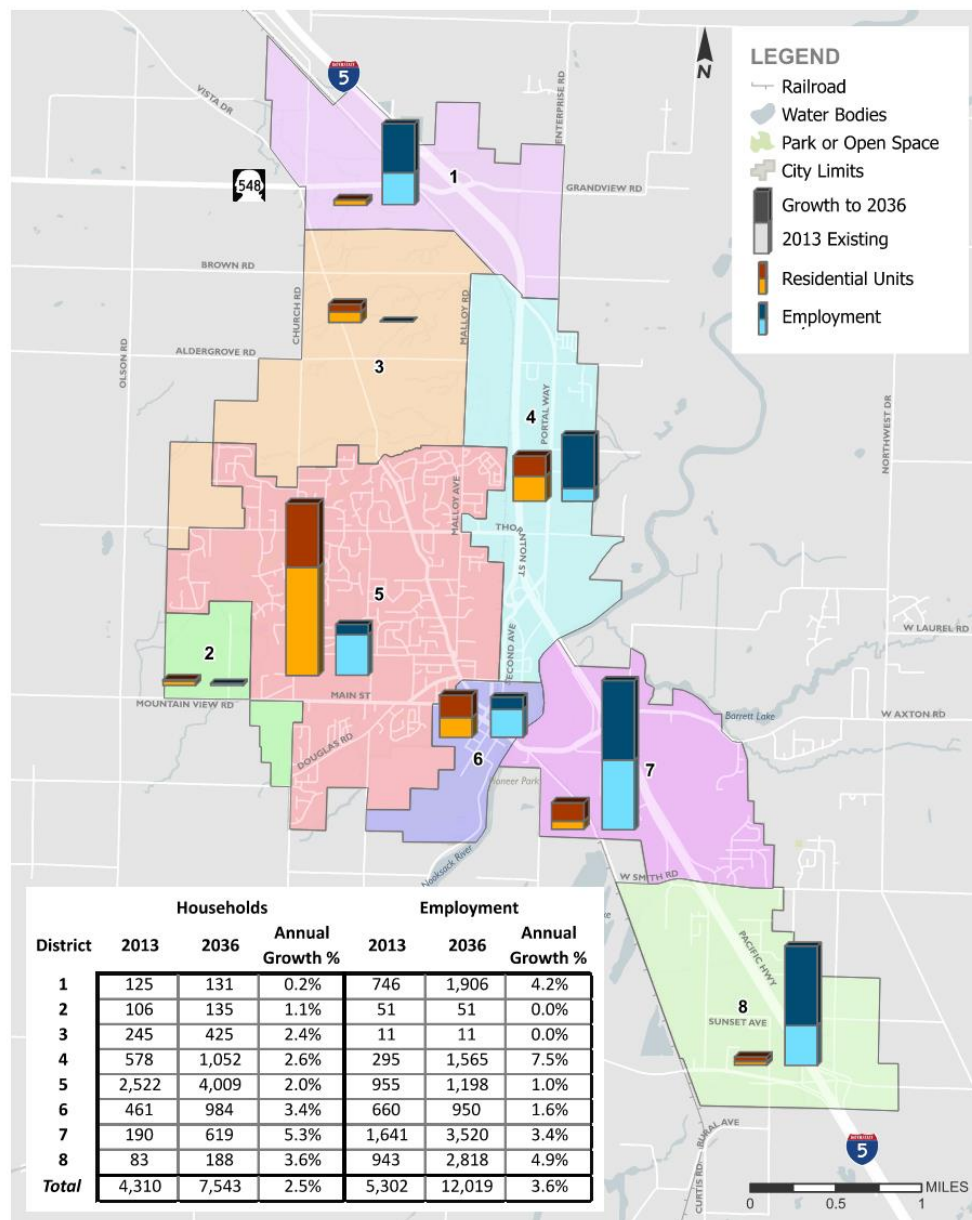 5
N
LEGEND
Railroad
Water Bodies
Park or Open Space
City Limits
Growth to 2036
2013 Existing
Residential Units
Employment
VISTA DR
ENTERPRISE RD
548
1
GRANDVIEW RD
BROWN RD
CHURCH RD
MALLOY RD
OLSON RD
ALDERGROVE RD
3
4
PORTAL WAY
NORTHWEST DR
MALLOY AVE
THORNTON ST
5
2
SECOND AVE
W LAUREL RD
MOUNTAIN VIEW RD
MAIN ST
Barrett Lake
W AXTON RD
DOUGLAS RD
6
7
Pioneer Park
Nooksack River
W SMITH RD
PACIFIC HWY
8
SUNSET AVE
RURAL AVE
CURTIS RD
5
0 0.5 1 MILES
Households Employment
District 2013 2036 Annual Growth % 2013 2036 Annual Growth %
1 125 131 0.2% 746 1,906 4.2%
2 106 135 1.1% 51 51 0.0%
3 245 425 2.4% 11 11 0.0%
4 578 1,052 2.6% 295 1,565 7.5%
5 2,522 4,009 2.0% 955 1,198 1.0%
6 461 984 3.4% 660 950 1.6%
7 190 619 5.3% 1,641 3,520 3.4%
8 83 188 3.6% 943 2,818 4.9%
Total 4,310 7,543 2.5% 5,302 12,019 3.6%